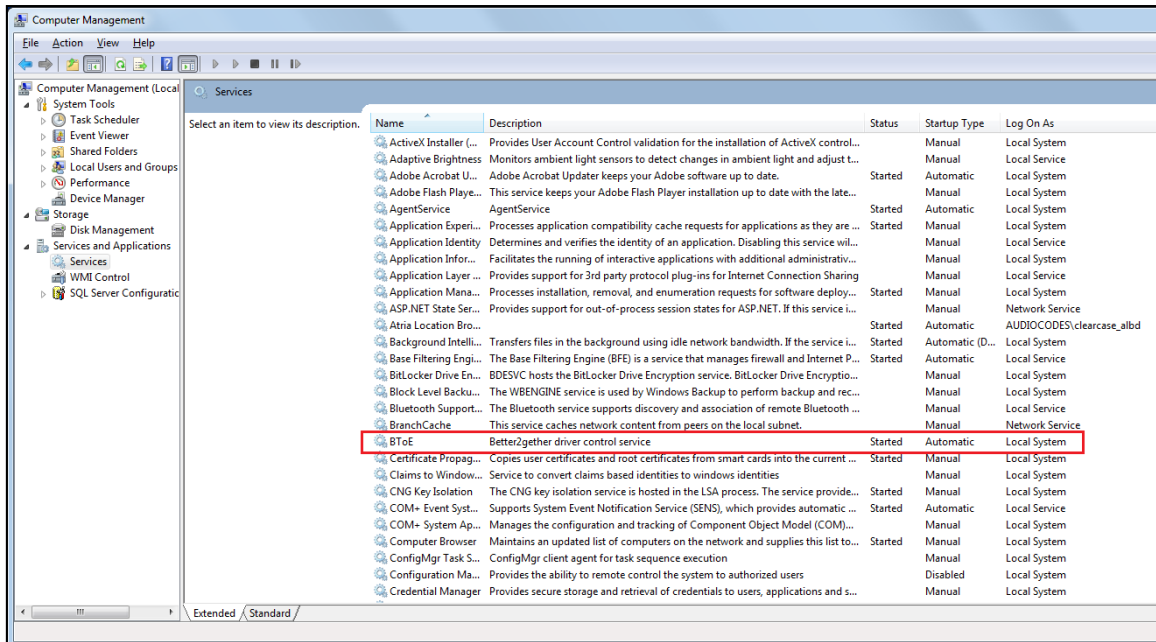 Computer Management
File Action View Help
Computer Management (Local
System Tools
Task Scheduler
Event Viewer
Shared Folders
Local Users and Groups
Performance
Device Manager
Storage
Disk Management
Services and Applications
Services
WMI Control
SQL Server Configuratic
Services
Select an item to view its description.
Name Description Status Startup Type Log On As
ActiveX Installer (... Provides User Account Control validation for the installation of ActiveX control... Manual Local System
Adaptive Brightness Monitors ambient light sensors to detect changes in ambient light and adjust t... Manual Local Service
Adobe Acrobat U... Adobe Acrobat Updater keeps your Adobe software up to date. Started Automatic Local System
Adobe Flash Playe... This service keeps your Adobe Flash Player installation up to date with the late... Manual Local System
AgentService AgentService Started Automatic Local System
Application Experi... Processes application compatibility cache requests for applications as they are ... Started Manual Local System
Application Identity Determines and verifies the identity of an application. Disabling this service wil... Manual Local Service
Application Infor... Facilitates the running of interactive applications with additional administrativ... Manual Local System
Application Layer ... Provides support for 3rd party protocol plug-ins for Internet Connection Sharing Manual Local Service
Application Mana... Processes installation, removal, and enumeration requests for software deploy... Started Manual Local System
ASP.NET State Ser... Provides support for out-of-process session states for ASP.NET. If this service i... Manual Network Service
Atria Location Bro... Started Automatic AUDIOCODES\clearcase_albd
Background Intelli... Transfers files in the background using idle network bandwidth. If the service i... Started Automatic (D... Local System
Base Filtering Engi... The Base Filtering Engine (BFE) is a service that manages firewall and Internet P... Started Automatic Local Service
BitLocker Drive En... BDESVC hosts the BitLocker Drive Encryption service. BitLocker Drive Encryptio... Manual Local System
Block Level Backu... The WBENGINE service is used by Windows Backup to perform backup and rec... Manual Local System
Bluetooth Support... The Bluetooth service supports discovery and association of remote Bluetooth ... Manual Local Service
BranchCache This service caches network content from peers on the local subnet. Manual Network Service
BToE Better2gether driver control service Started Automatic Local System
Certificate Propag... Copies user certificates and root certificates from smart cards into the current ... Started Manual Local System
Claims to Window... Service to convert claims based identities to windows identities Manual Local System
CNG Key Isolation The CNG key isolation service is hosted in the LSA process. The service provide... Started Manual Local System
COM+ Event Syst... Supports System Event Notification Service (SENS), which provides automatic ... Started Automatic Local Service
COM+ System Ap... Manages the configuration and tracking of Component Object Model (COM)... Manual Local System
Computer Browser Maintains an updated list of computers on the network and supplies this list to... Started Manual Local System
ConfigMgr Task S... ConfigMgr client agent for task sequence execution Manual Local System
Configuration Ma... Provides the ability to remote control the system to authorized users Disabled Local System
Credential Manager Provides secure storage and retrieval of credentials to users, applications and s... Manual Local System
Extended Standard